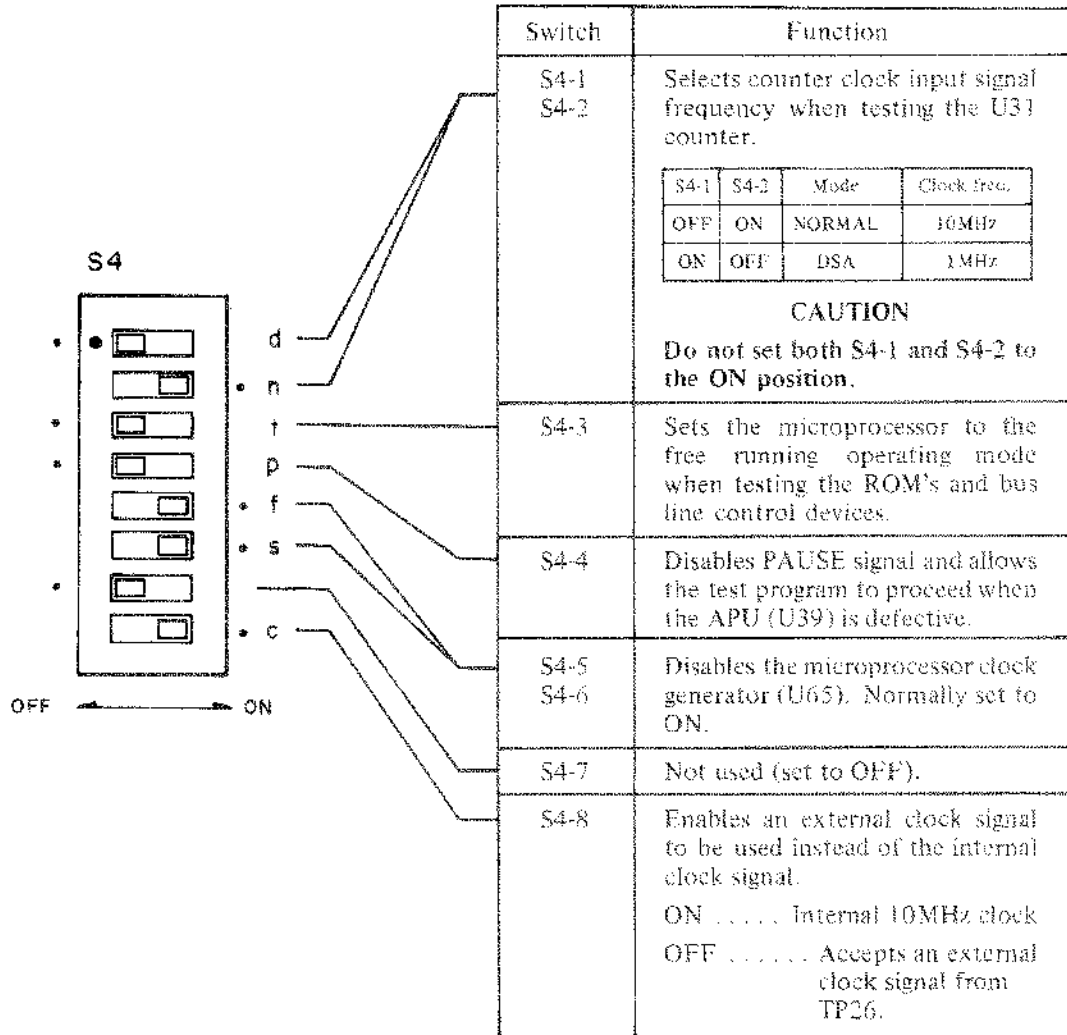 S4
d
n
t
p
f
s
c
OFF ON
Switch Function
S4-1
S4-2
Selects counter clock input signal
frequency when testing the U31
counter.
S4-1 S4-2 Mode Clock freq.
OFF ON NORMAL 10MHz
ON OFF DSA 1MHz
CAUTION
Do not set both S4-1 and S4-2 to
the ON position.
S4-3
Sets the microprocessor to the
free running operating mode
when testing the ROM's and bus
line control devices.
S4-4
Disables PAUSE signal and allows
the test program to proceed when
the APU (U39) is defective.
S4-5
S4-6
Disables the microprocessor clock
generator (U65). Normally set to
ON.
S4-7
Not used (set to OFF).
S4-8
Enables an external clock signal
to be used instead of the internal
clock signal.
ON ..... Internal 10MHz clock
OFF ...... Accepts an external
clock signal from
TP26.